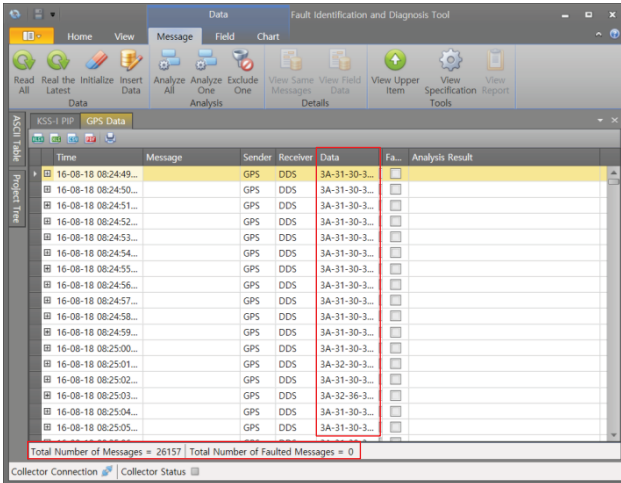 Data Fault Identification and Diagnosis Tool
Home View Message Field Chart
Read All
Real the Latest
Initialize
Insert Data
Analyze All
Analyze One
Exclude One
View Same Messages
View Field Data
View Upper Item
View Specification
View Report
Data Analysis Details Tools
ASCII Table
Project Tree
KSS-I PIP GPS Data
Time Message Sender Receiver Data Fa... Analysis Result
16-08-18 08:24:49... GPS DDS 3A-31-30-3...
16-08-18 08:24:50... GPS DDS 3A-31-30-3...
16-08-18 08:24:51... GPS DDS 3A-31-30-3...
16-08-18 08:24:52... GPS DDS 3A-31-30-3...
16-08-18 08:24:53... GPS DDS 3A-31-30-3...
16-08-18 08:24:54... GPS DDS 3A-31-30-3...
16-08-18 08:24:55... GPS DDS 3A-31-30-3...
16-08-18 08:24:56... GPS DDS 3A-31-30-3...
16-08-18 08:24:57... GPS DDS 3A-31-30-3...
16-08-18 08:24:58... GPS DDS 3A-31-30-3...
16-08-18 08:24:59... GPS DDS 3A-31-30-3...
16-08-18 08:25:00... GPS DDS 3A-31-30-3...
16-08-18 08:25:01... GPS DDS 3A-32-30-3...
16-08-18 08:25:02... GPS DDS 3A-31-30-3...
16-08-18 08:25:03... GPS DDS 3A-32-36-3...
16-08-18 08:25:04... GPS DDS 3A-31-30-3...
16-08-18 08:25:05... GPS DDS 3A-31-30-3...
Total Number of Messages = 26157 Total Number of Faulted Messages = 0
Collector Connection Collector Status